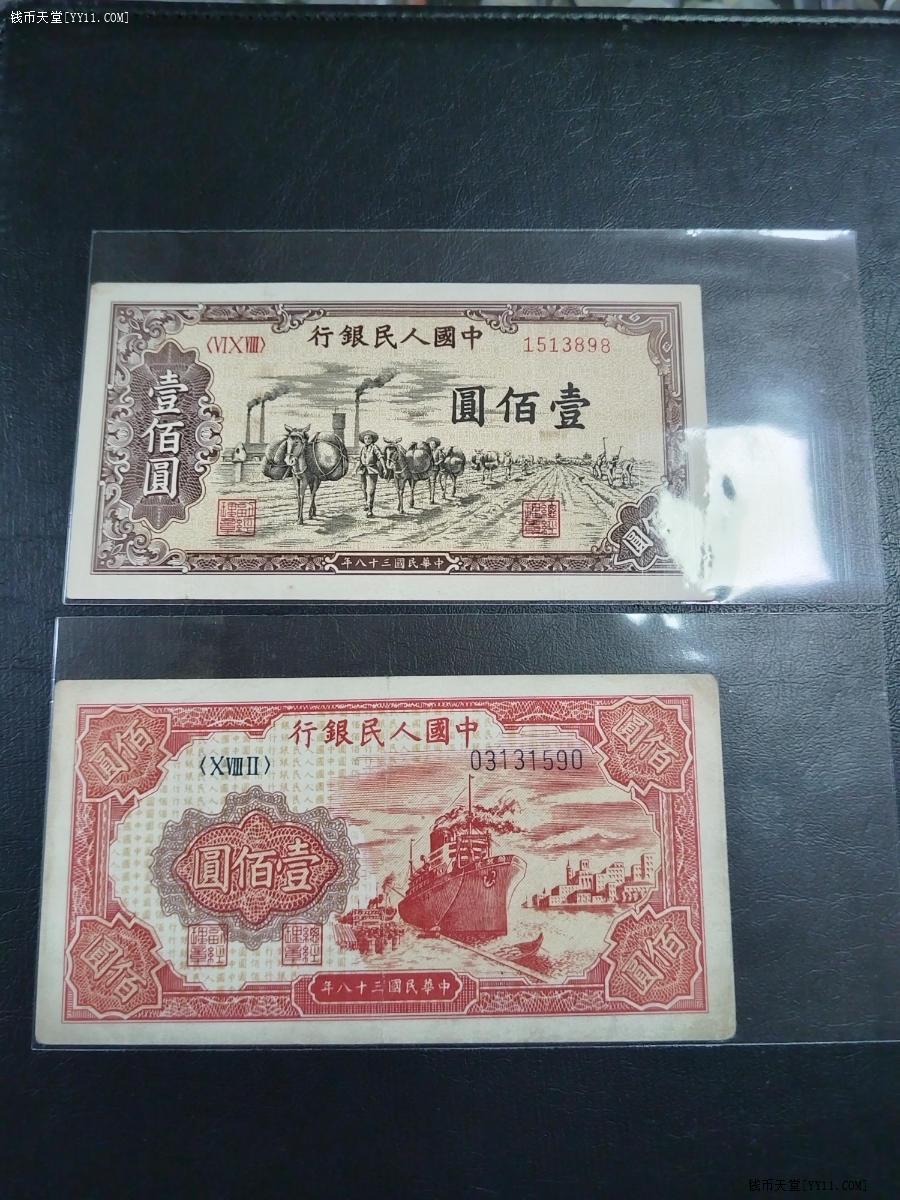 钱币天堂[YY11.COM]
行銀民人國中
〈VI X VIII〉
1513898
壹佰圓
圓佰壹
年八十三國民華中
行銀民人國中
〈X VIII II〉
03131590
圓佰
圓佰
圓佰壹
圓佰
圓佰
年八十三國民華中
钱币天堂[YY11.COM]